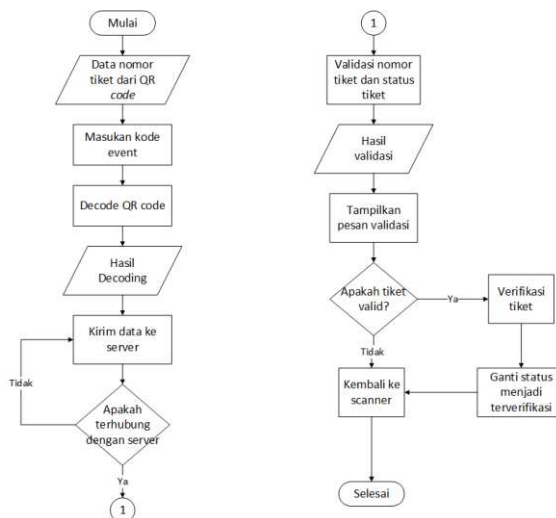 Mulai
Data nomor
tiket dari QR
code
Masukan kode
event
Decode QR code
Hasil
Decoding
Kirim data ke
server
Tidak
Apakah
terhubung
dengan server
Ya
1
1
Validasi nomor
tiket dan status
tiket
Hasil
validasi
Tampilkan
pesan validasi
Apakah tiket
valid?
Ya
Verifikasi
tiket
Tidak
Kembali ke
scanner
Ganti status
menjadi
terverifikasi
Selesai